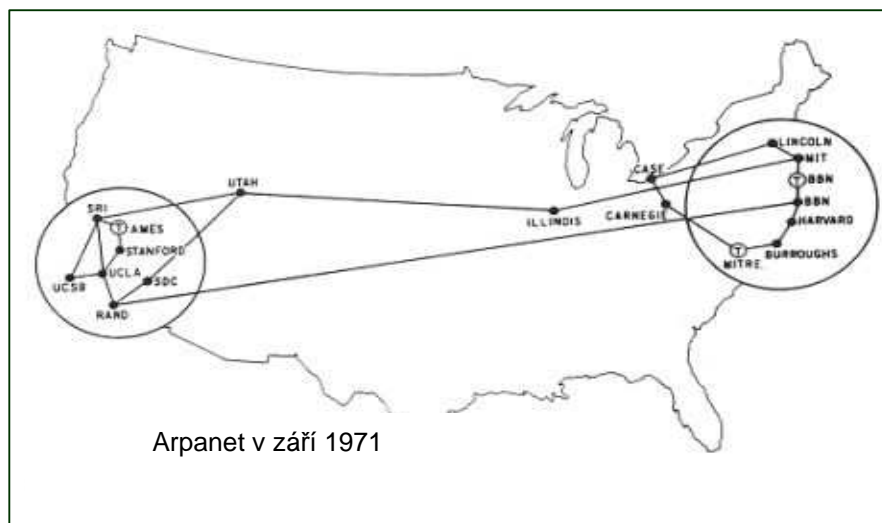 LINCOLN
MIT
CASE
T BBN
UTAH
BBN
SRI
ILLINOIS
CARNEGIE
HARVARD
T AMES
STANFORD
T
BURROUGHS
MITRE
UCLA
SDC
UCSB
RAND
Arpanet v září 1971